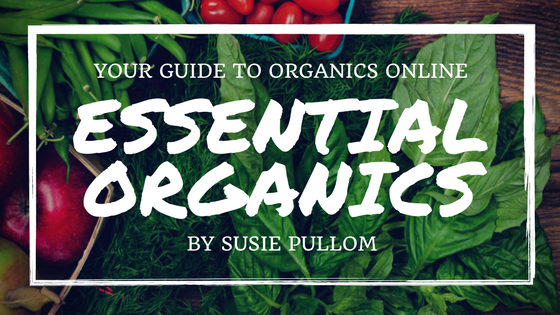 YOUR GUIDE TO ORGANICS ONLINE
ESSENTIAL
ORGANICS
BY SUSIE PULLOM